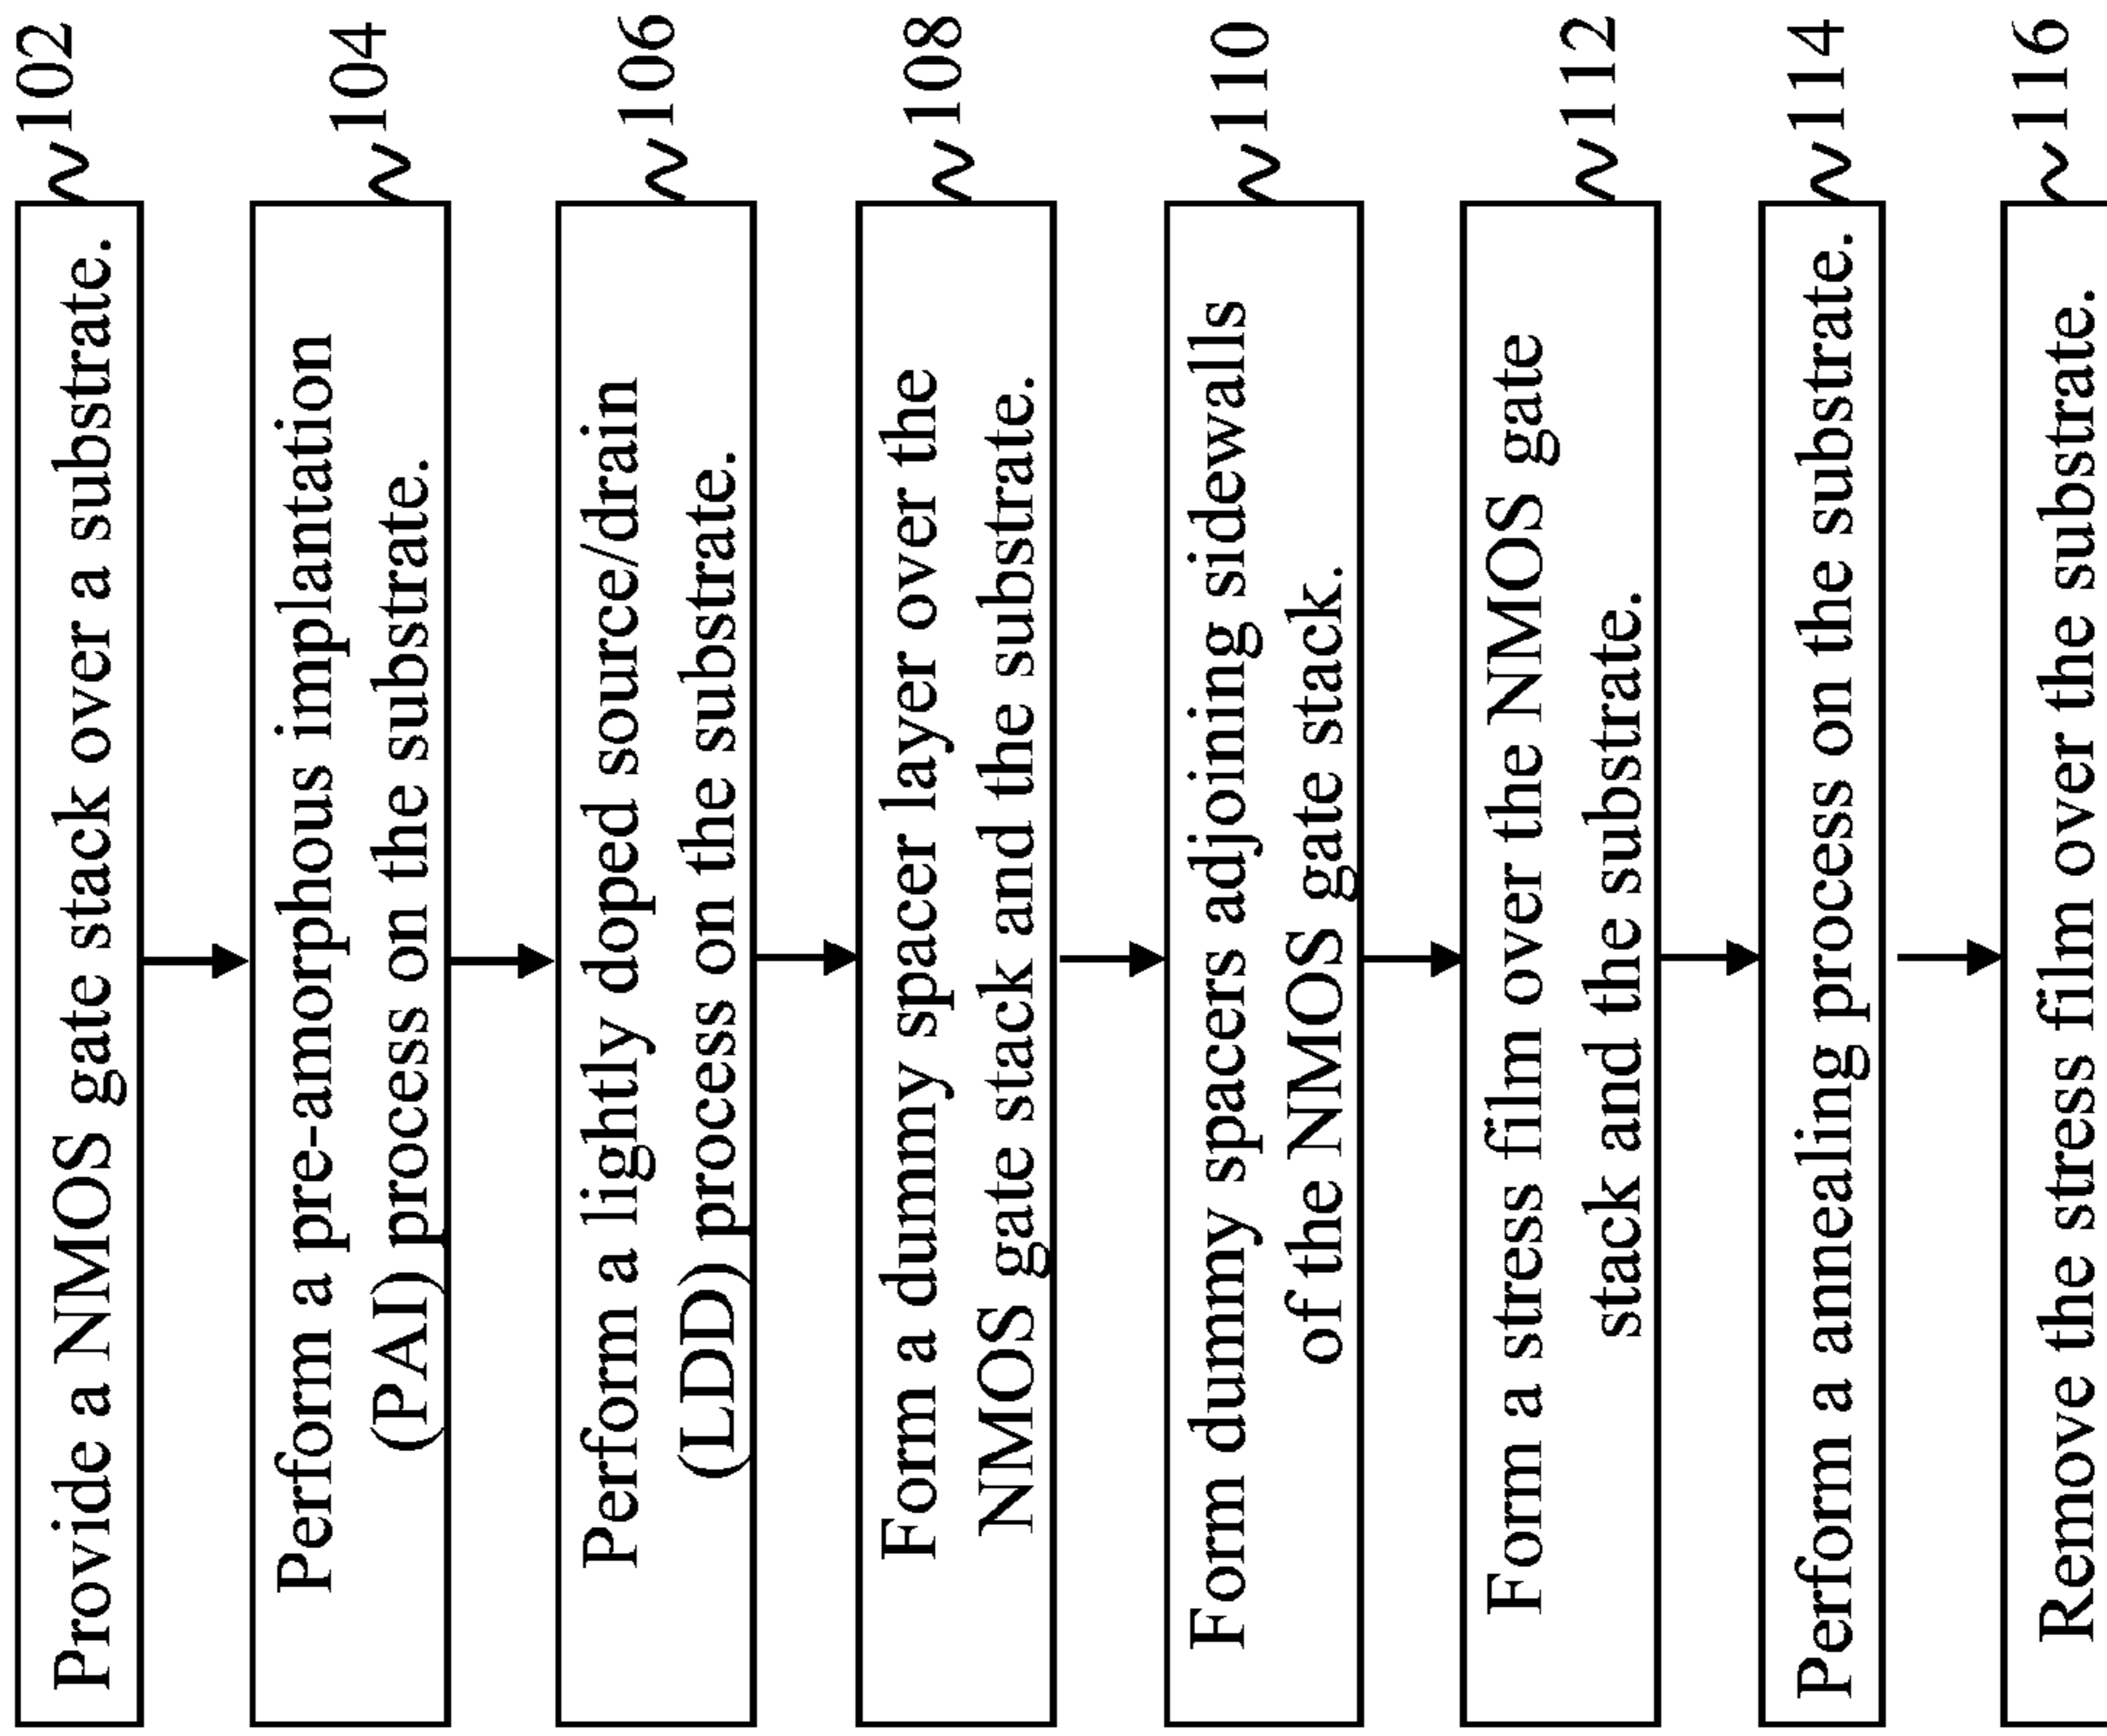 Provide a NMOS gate stack over a substrate.
102
Perform a pre-amorphous implantation
(PAI) process on the substrate.
104
Perform a lightly doped source/drain
(LDD) process on the substrate.
106
Form a dummy spacer layer over the
NMOS gate stack and the substrate.
108
Form dummy spacers adjoining sidewalls
of the NMOS gate stack.
110
Form a stress film over the NMOS gate
stack and the substrate.
112
Perform a annealing process on the substrate.
114
Remove the stress film over the substrate.
116